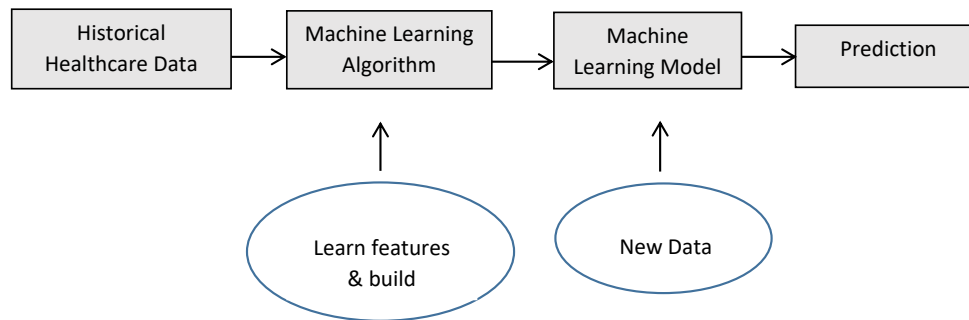 Historical
Healthcare Data
Machine Learning
Algorithm
Machine
Learning Model
Prediction
Learn features
& build
New Data